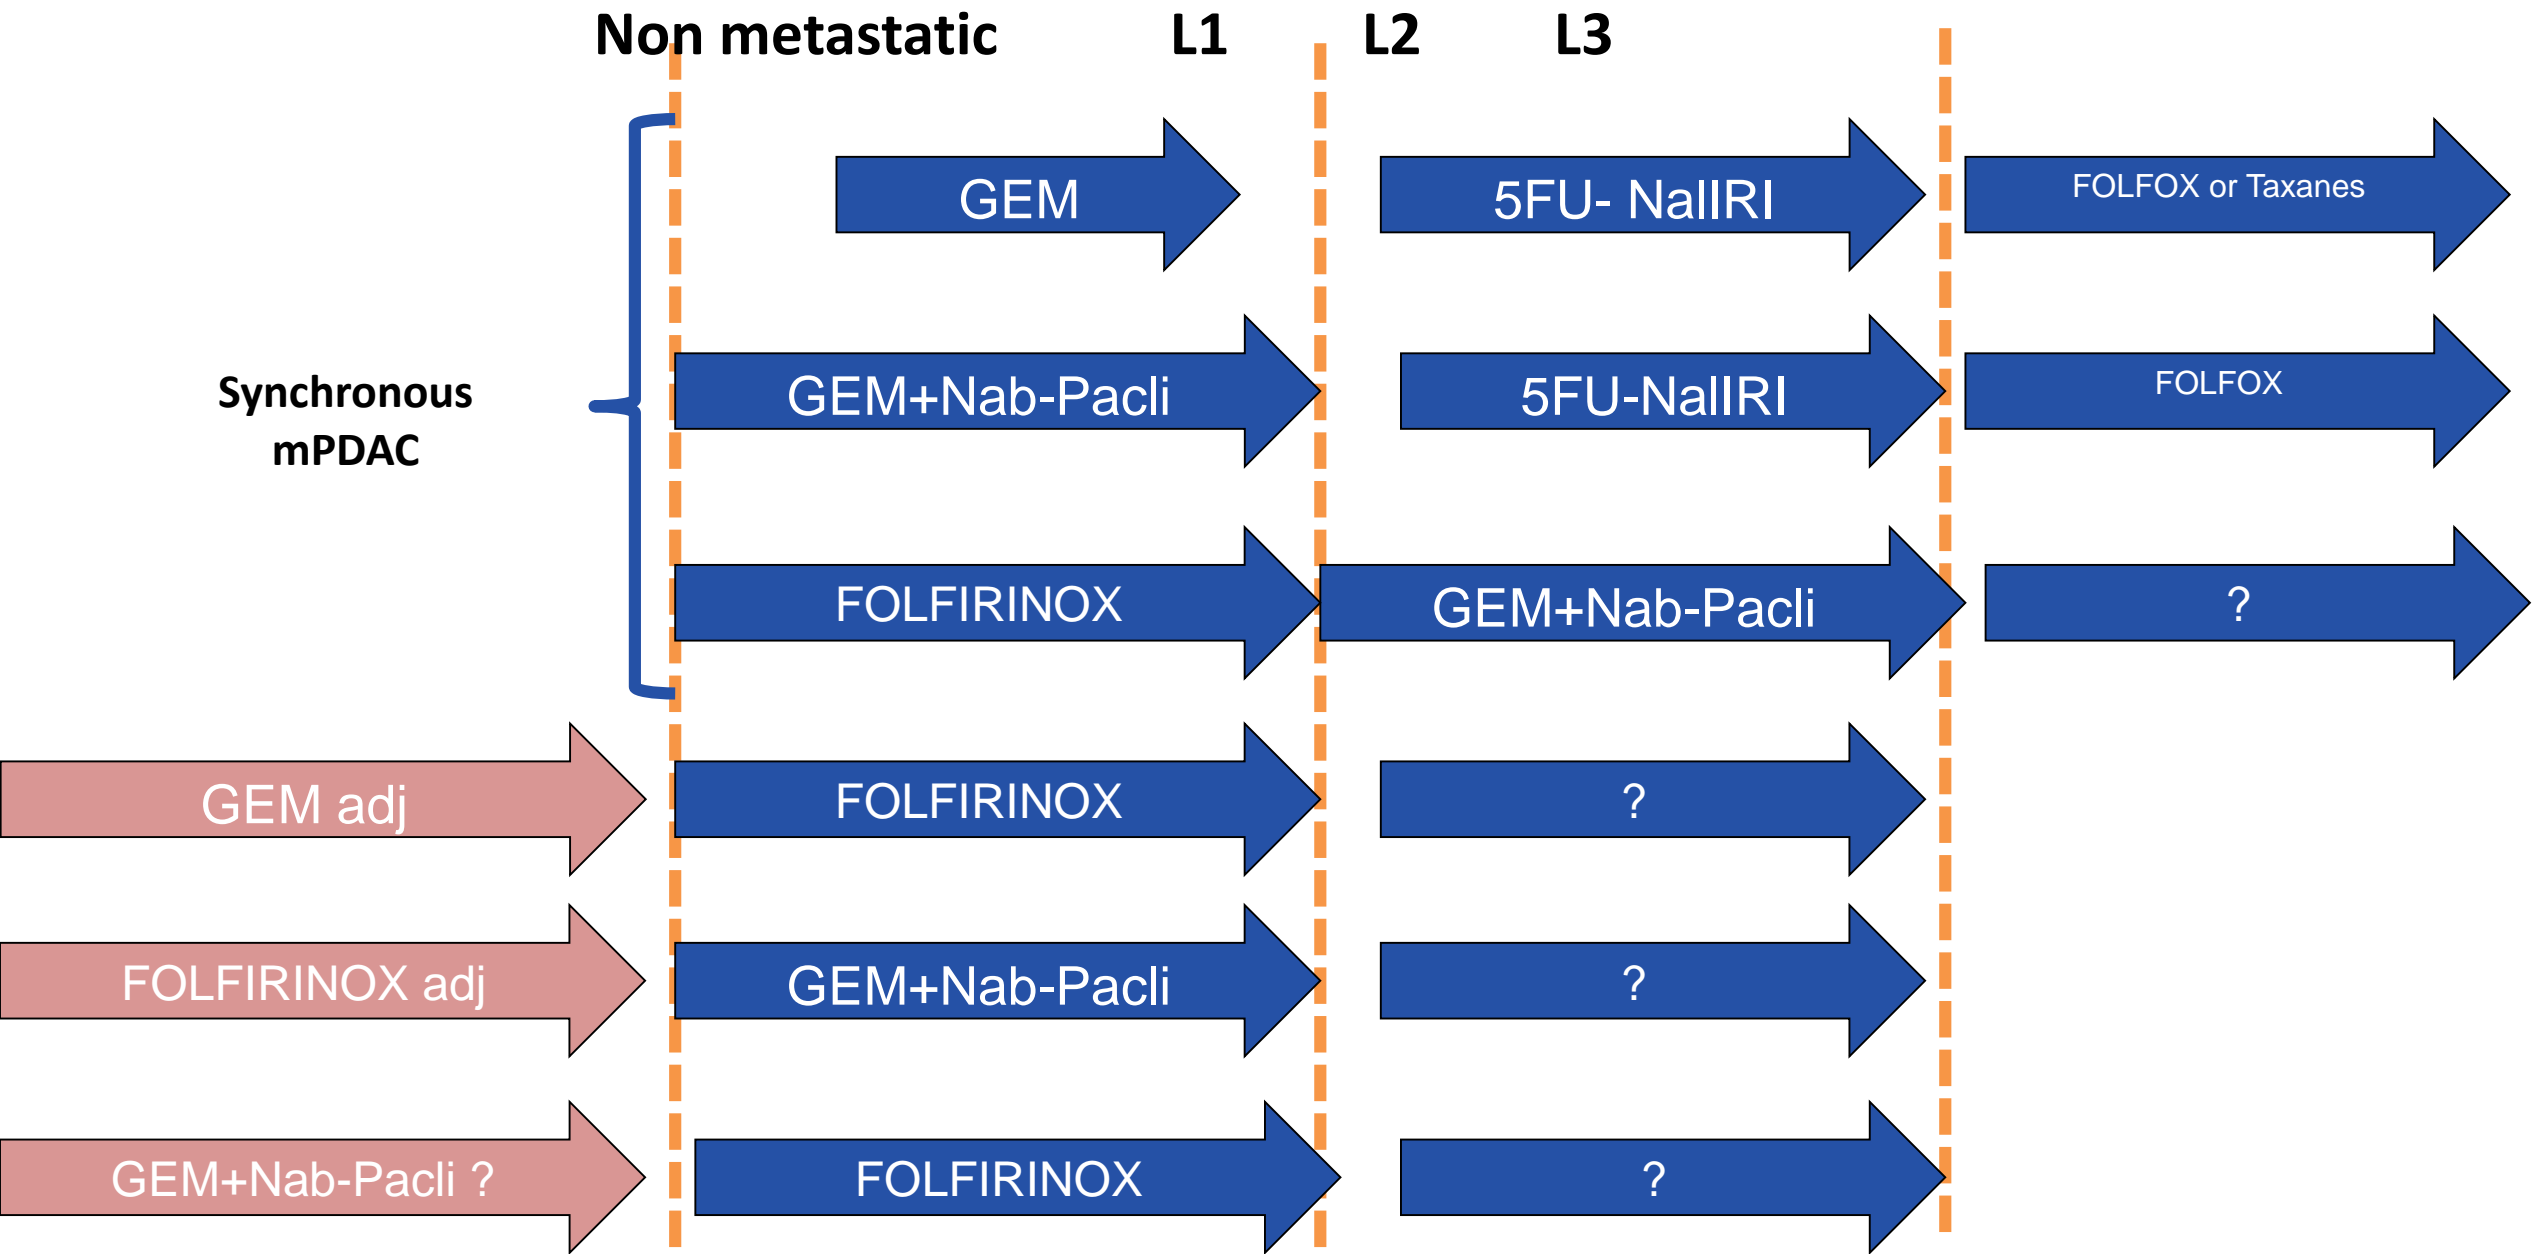 Non metastatic L1 L2 L3
GEM 5FU- NalIRI FOLFOX or Taxanes
GEM+Nab-Pacli 5FU-NalIRI FOLFOX
Synchronous
mPDAC
FOLFIRINOX GEM+Nab-Pacli ?
GEM adj FOLFIRINOX ?
FOLFIRINOX adj GEM+Nab-Pacli ?
GEM+Nab-Pacli ? FOLFIRINOX ?